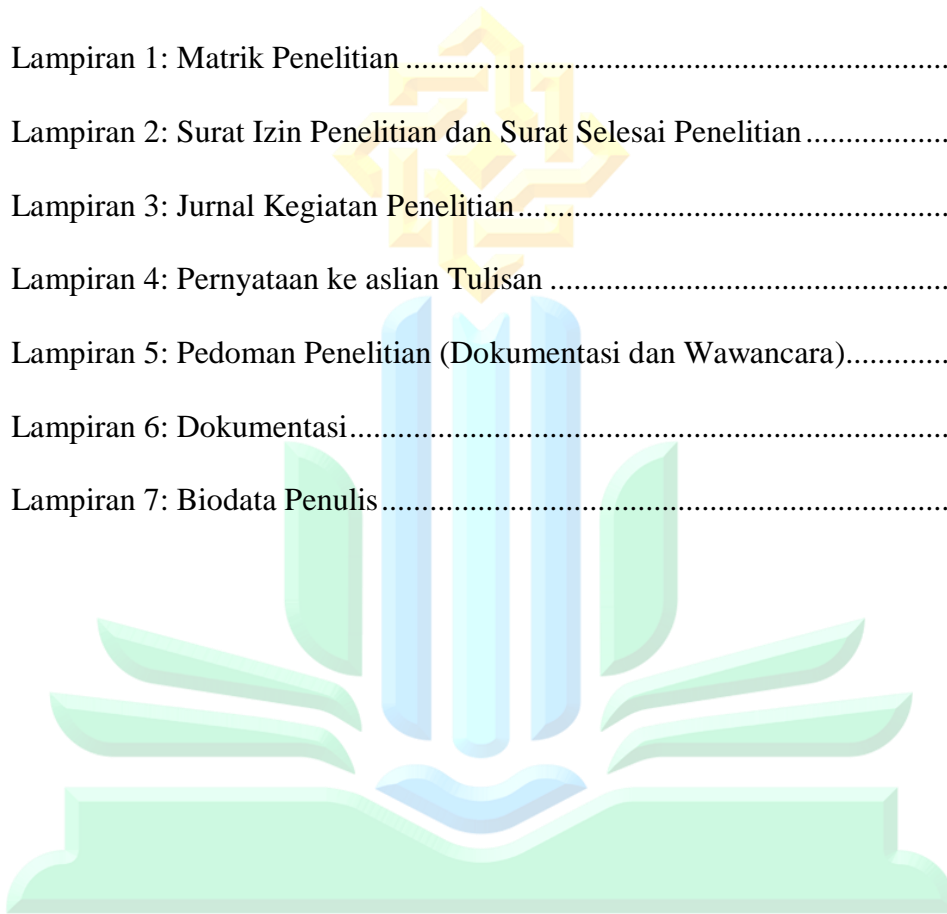 Lampiran 1: Matrik Penelitian ....................................................................
Lampiran 2: Surat Izin Penelitian dan Surat Selesai Penelitian ..................
Lampiran 3: Jurnal Kegiatan Penelitian ......................................................
Lampiran 4: Pernyataan ke aslian Tulisan ..................................................
Lampiran 5: Pedoman Penelitian (Dokumentasi dan Wawancara) .............
Lampiran 6: Dokumentasi ...........................................................................
Lampiran 7: Biodata Penulis .......................................................................